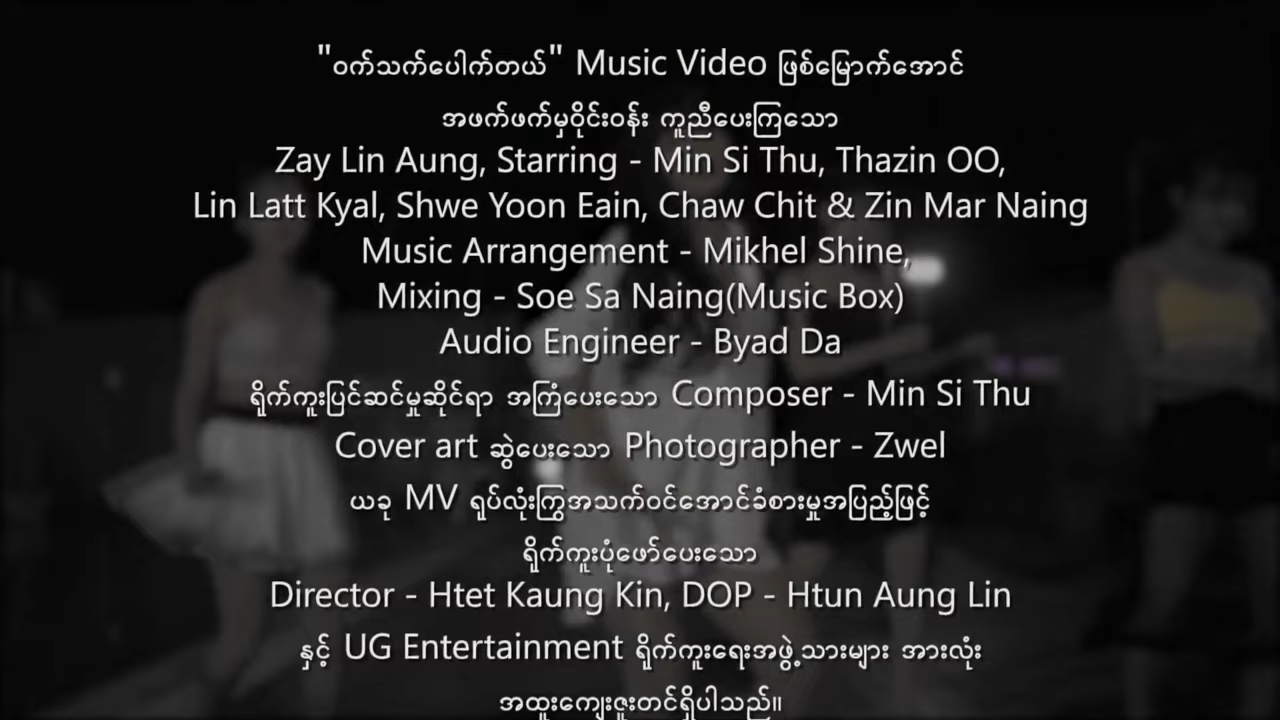 "ဝက်သက်ပေါက်တယ်" Music Video ဖြစ်မြောက်အောင်
အဖက်ဖက်မှဝိုင်းဝန်း ကူညီပေးကြသော
Zay Lin Aung, Starring - Min Si Thu, Thazin OO,
Lin Latt Kyal, Shwe Yoon Eain, Chaw Chit & Zin Mar Naing
Music Arrangement - Mikhel Shine,
Mixing - Soe Sa Naing(Music Box)
Audio Engineer - Byad Da
ရိုက်ကူးပြင်ဆင်မှုဆိုင်ရာ အကြံပေးသော Composer - Min Si Thu
Cover art ဆွဲပေးသော Photographer - Zwel
ယခု MV ရုပ်လုံးကြွအသက်ဝင်အောင်ခံစားမှုအပြည့်ဖြင့်
ရိုက်ကူးပုံဖော်ပေးသော
Director - Htet Kaung Kin, DOP - Htun Aung Lin
နှင့် UG Entertainment ရိုက်ကူးရေးအဖွဲ့သားများ အားလုံး
အထူးကျေးဇူးတင်ရှိပါသည်။